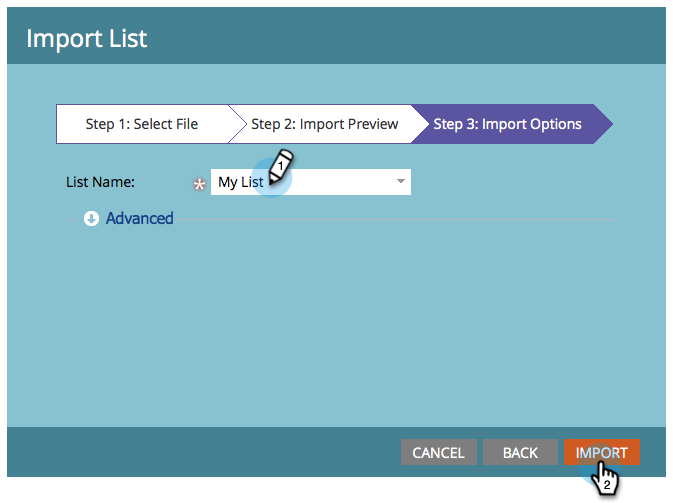 Import List
Step 1: Select File Step 2: Import Preview Step 3: Import Options
List Name: * My List
1
Advanced
CANCEL BACK IMPORT
2